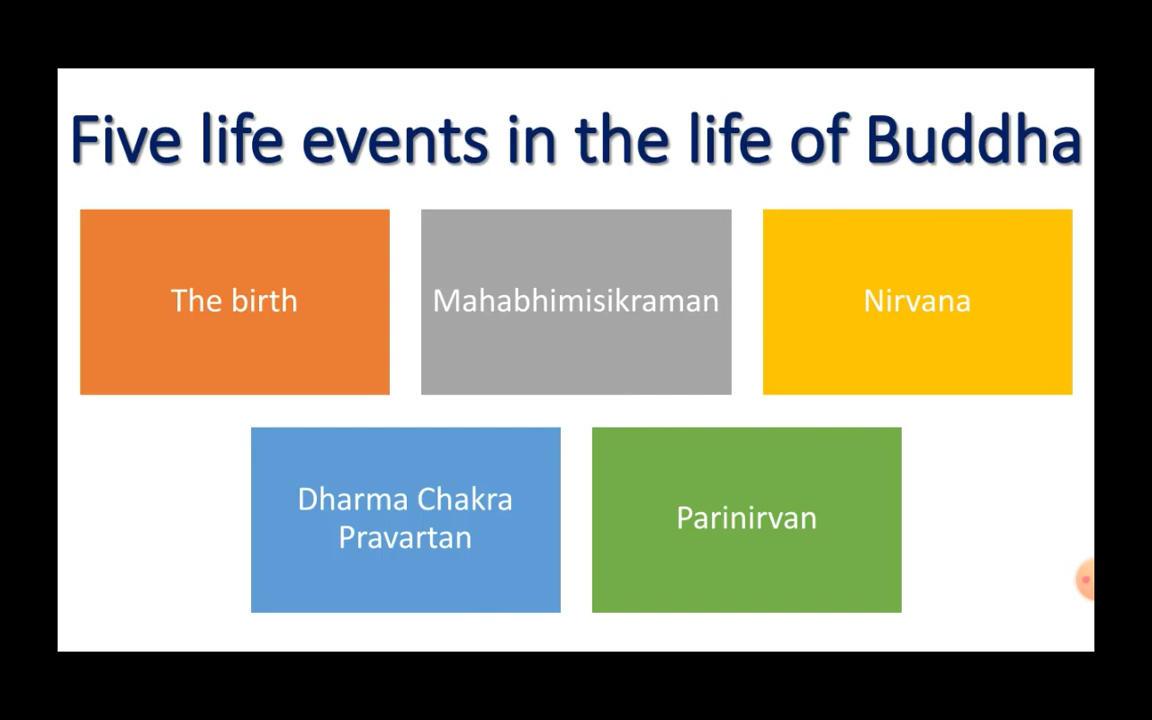 Five life events in the life of Buddha
The birth
Mahabhimisikraman
Nirvana
Dharma Chakra
Pravartan
Parinirvan